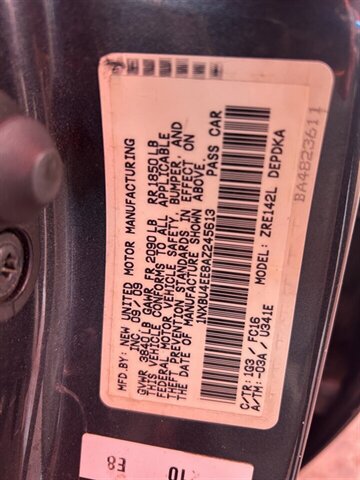 MFD. BY: NEW UNITED MOTOR MANUFACTURING
INC. 09/09
GVWR 3840LB GAWR FR 2090LB RR1850LB
THIS VEHICLE CONFORMS TO ALL APPLICABLE
FEDERAL MOTOR VEHICLE SAFETY, BUMPER, AND
THEFT PREVENTION STANDARDS IN EFFECT ON
THE DATE OF MANUFACTURE SHOWN ABOVE.
1NXBU4EE8AZ245613 PASS CAR
MODEL: ZRE142L DEPDKA
C/TR: 1G3 / FC16
A/TR: -03A / U341E
BA4823611
10
E8